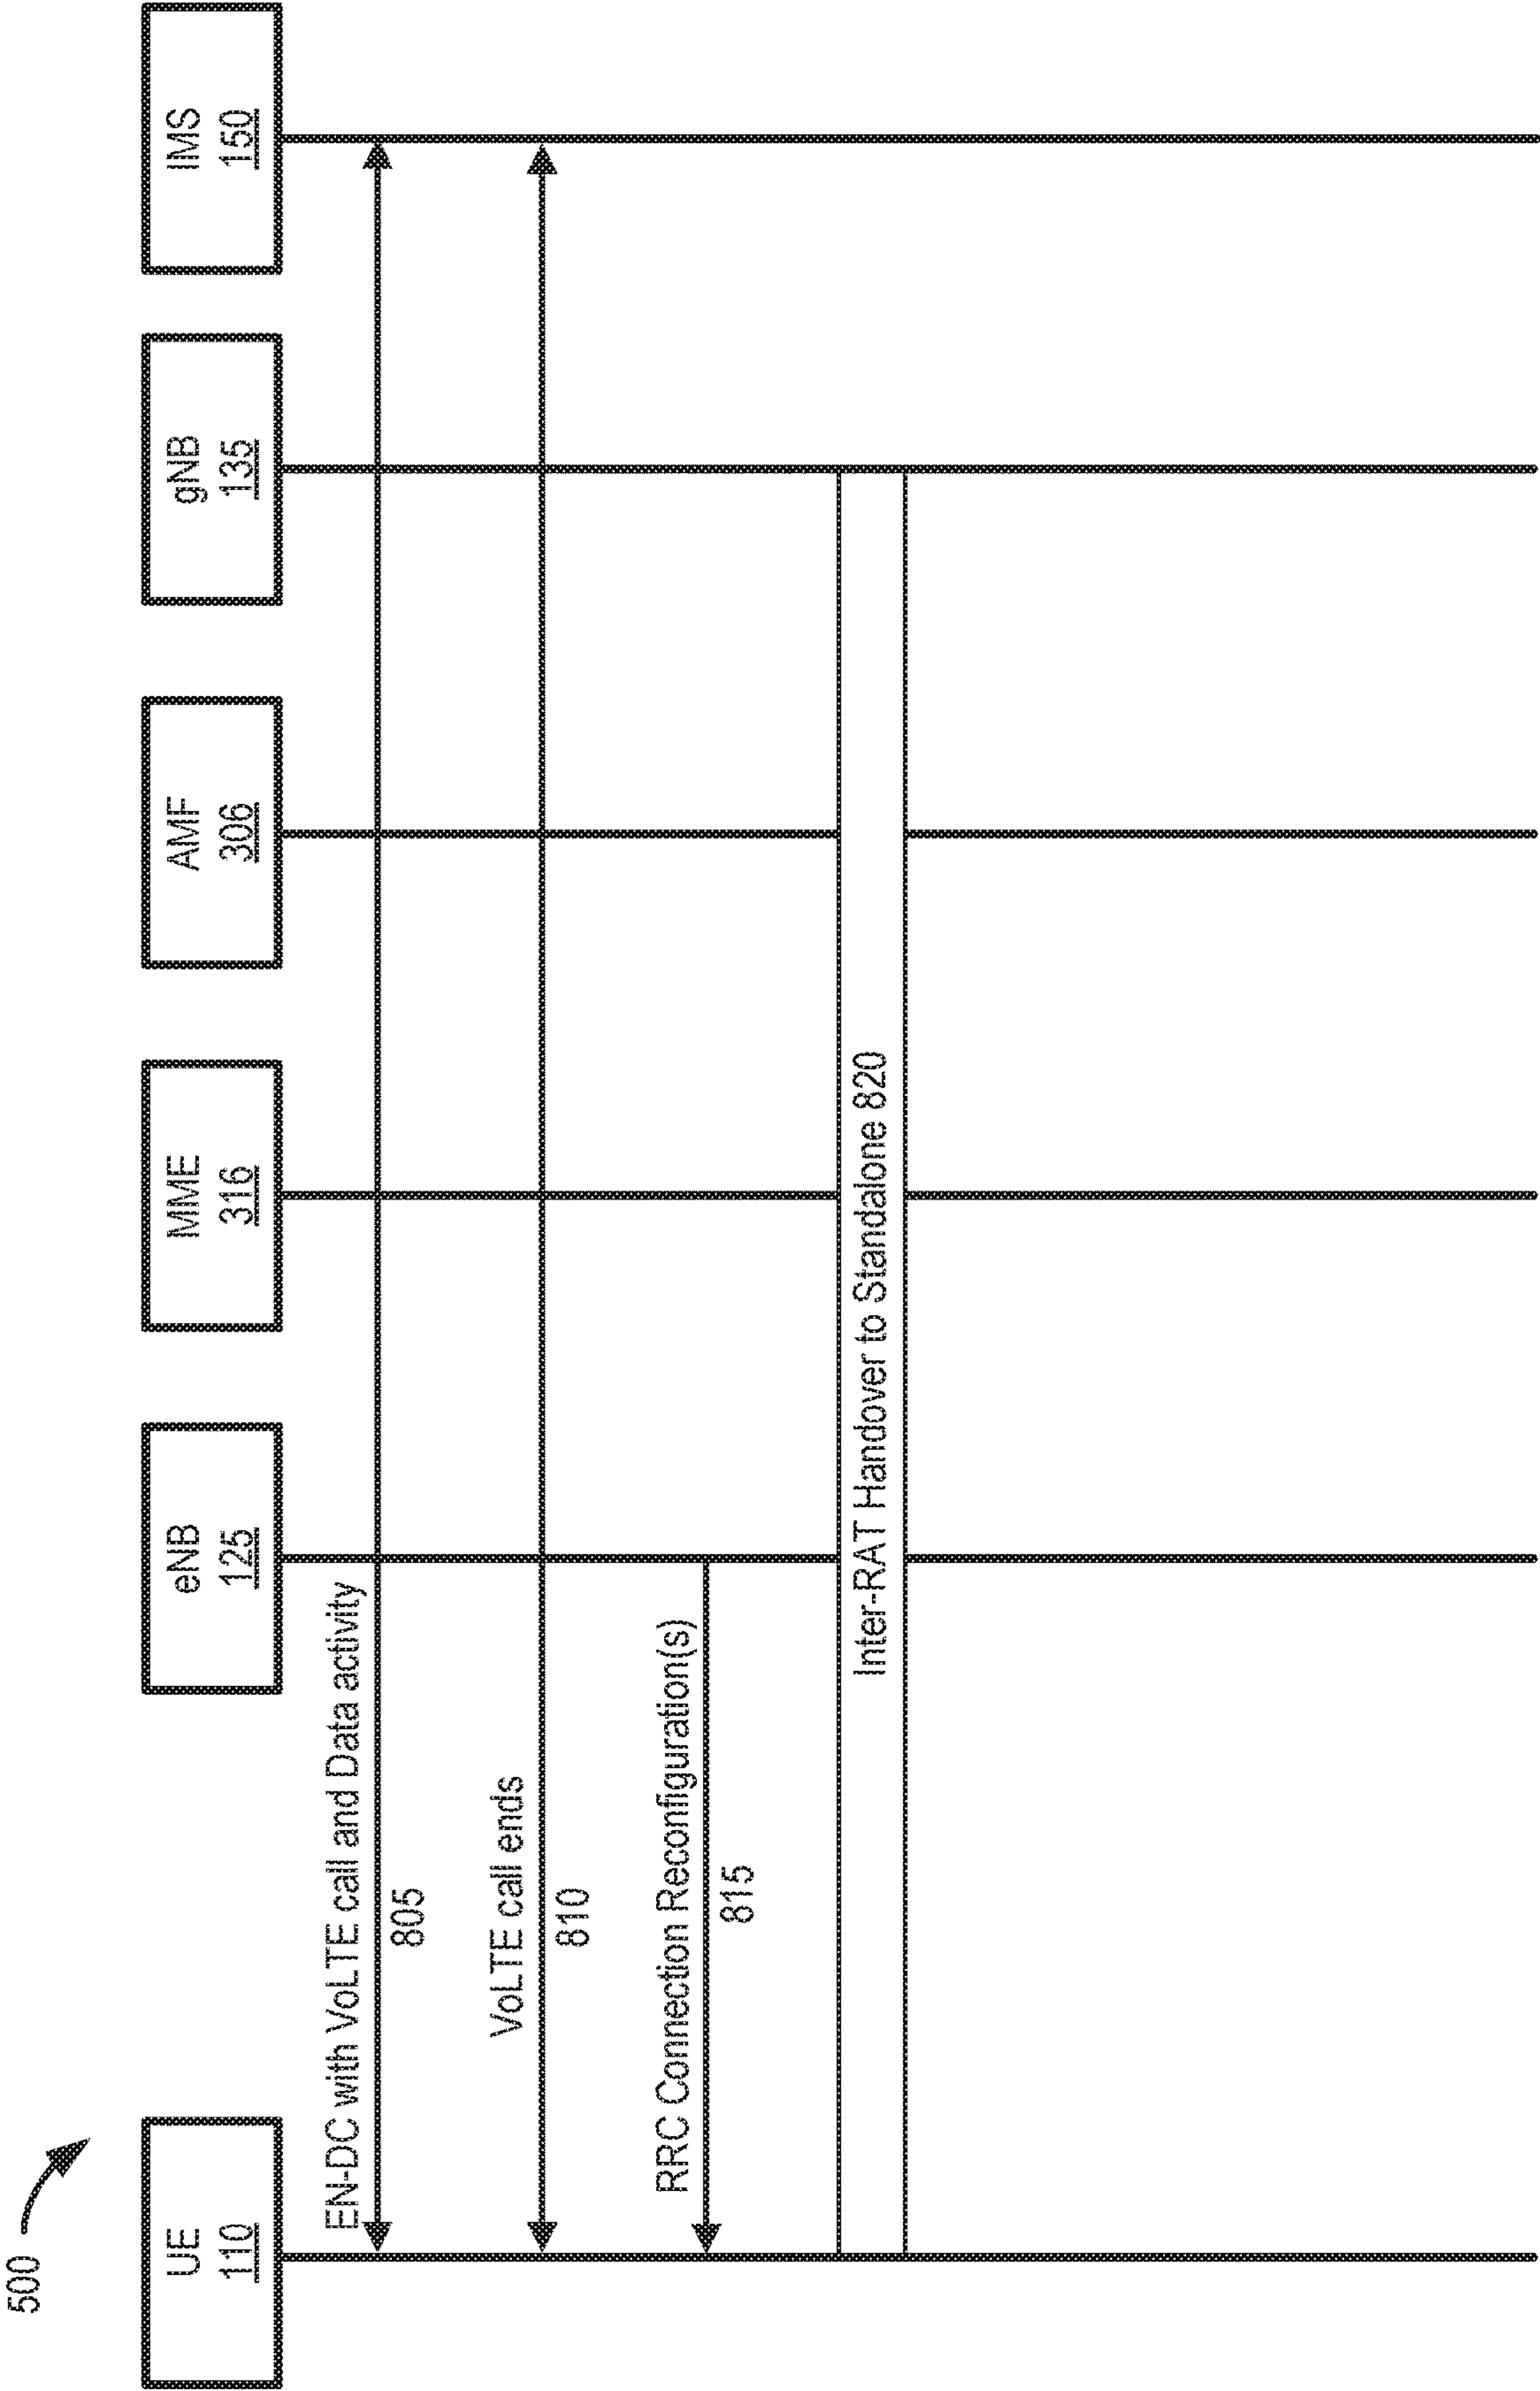 500
UE
110
eNB
125
MME
316
AMF
306
gNB
135
IMS
150
EN-DC with VoLTE call and Data activity
805
VoLTE call ends
810
RRC Connection Reconfiguration(s)
815
Inter-RAT Handover to Standalone 820